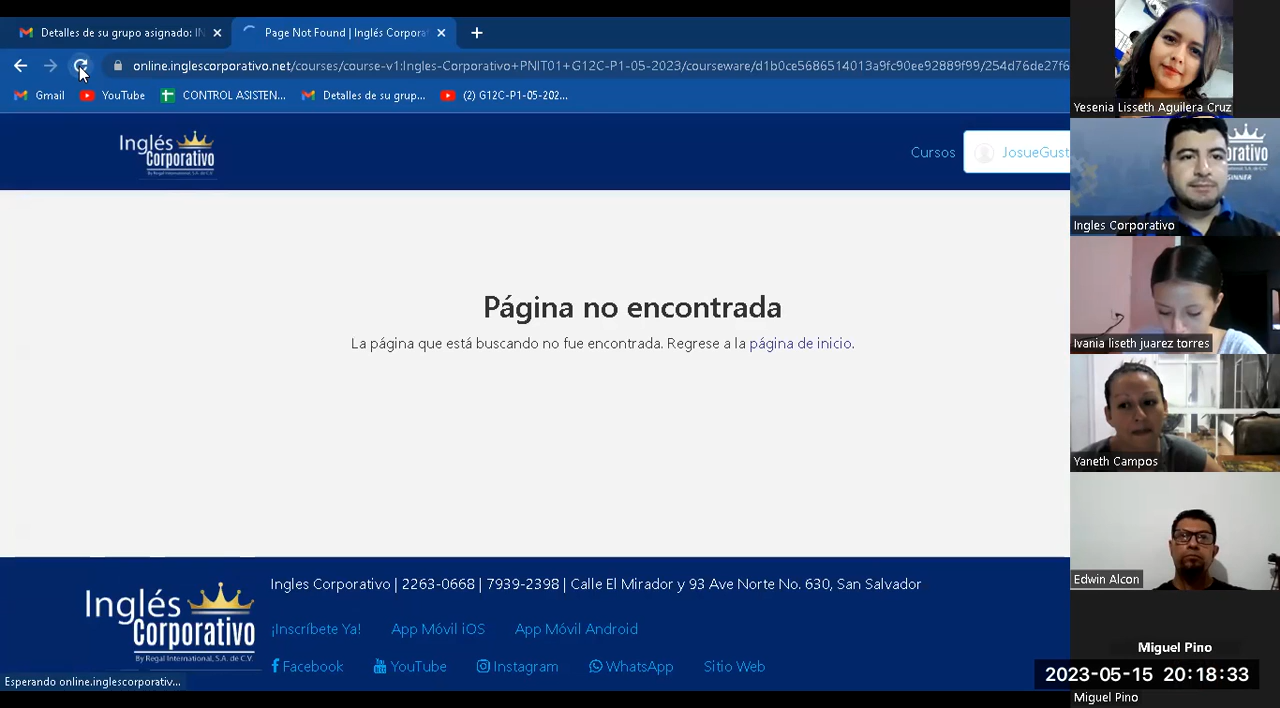 Detalles de su grupo asignado: IN
Page Not Found | Inglés Corporat
online.inglescorporativo.net/courses/course-v1:Ingles-Corporativo+PNIT01+G12C-P1-05-2023/courseware/d1b0ce5686514013a9fc90ee92889f99/254d76de27f6
Gmail
YouTube
CONTROL ASISTEN...
Detalles de su grup...
(2) G12C-P1-05-202...
Inglés
Corporativo
By Regal International, S.A. de C.V.
Cursos
JosueGust
Página no encontrada
La página que está buscando no fue encontrada. Regrese a la página de inicio.
Inglés
Corporativo
By Regal International, S.A. de C.V.
Ingles Corporativo | 2263-0668 | 7939-2398 | Calle El Mirador y 93 Ave Norte No. 630, San Salvador
¡Inscríbete Ya!
App Móvil iOS
App Móvil Android
Facebook
YouTube
Instagram
WhatsApp
Sitio Web
Esperando online.inglescorporativ...
Yesenia Lisseth Aguilera Cruz
orativo
Ingles Corporativo
Ivania liseth juarez torres
Yaneth Campos
Edwin Alcon
Miguel Pino
2023-05-15 20:18:33
Miguel Pino